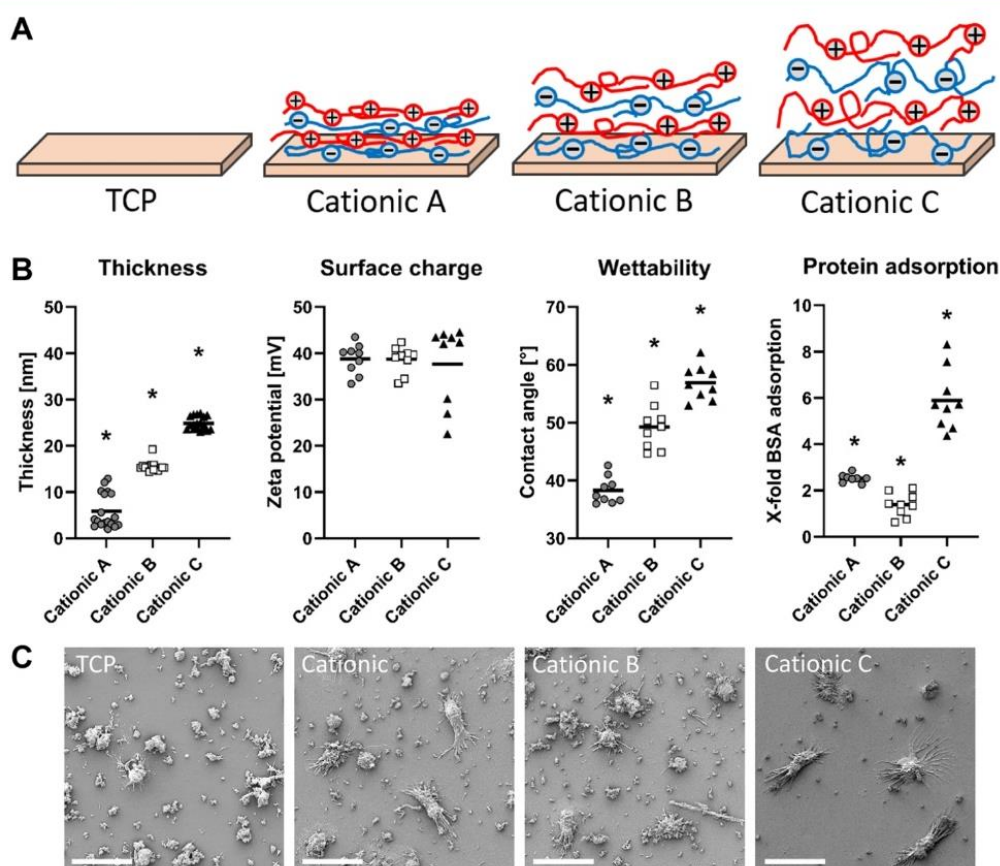 A
+ + + + + + + + + + + +
- - - - - - - - - - - - - - -
TCP Cationic A Cationic B Cationic C
B Thickness Surface charge Wettability Protein adsorption
Thickness [nm]
50
40
30
20
10
0
* * *
Cationic A Cationic B Cationic C
Zeta potential [mV]
50
40
30
20
10
0
Cationic A Cationic B Cationic C
Contact angle [°]
70
60
50
40
30
* * *
Cationic A Cationic B Cationic C
X-fold BSA adsorption
10
8
6
4
2
0
* * *
Cationic A Cationic B Cationic C
C
TCP Cationic Cationic B Cationic C